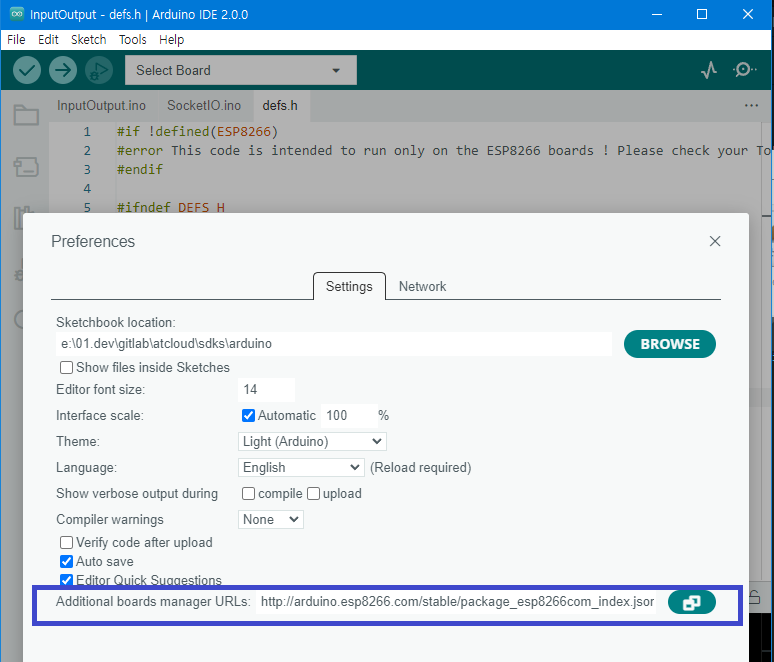 InputOutput - defs.h | Arduino IDE 2.0.0
File Edit Sketch Tools Help
Select Board
InputOutput.ino SocketIO.ino defs.h ...
1 #if !defined(ESP8266)
2 #error This code is intended to run only on the ESP8266 boards ! Please check your To
3 #endif
4
5 #ifndef DEFS_H
Preferences
Settings Network
Sketchbook location:
e:\01.dev\gitlab\atcloud\sdks\arduino BROWSE
Show files inside Sketches
Editor font size: 14
Interface scale: Automatic 100 %
Theme: Light (Arduino)
Language: English (Reload required)
Show verbose output during compile upload
Compiler warnings None
Verify code after upload
Auto save
Editor Quick Suggestions
Additional boards manager URLs: http://arduino.esp8266.com/stable/package_esp8266com_index.jsor